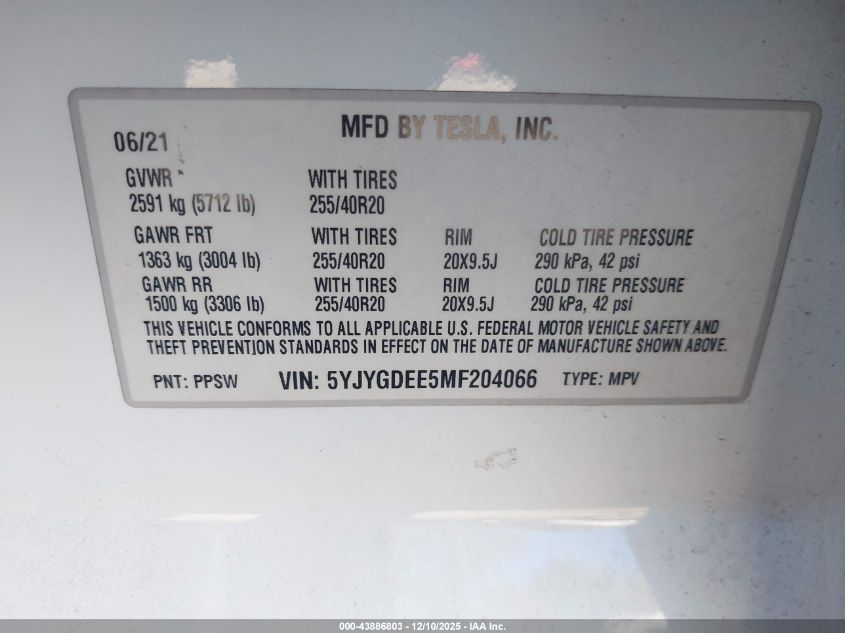 06/21
MFD BY TESLA, INC.
GVWR *
WITH TIRES
2591 kg (5712 lb)
255/40R20
GAWR FRT WITH TIRES RIM COLD TIRE PRESSURE
1363 kg (3004 lb) 255/40R20 20X9.5J 290 kPa, 42 psi
GAWR RR WITH TIRES RIM COLD TIRE PRESSURE
1500 kg (3306 lb) 255/40R20 20X9.5J 290 kPa, 42 psi
THIS VEHICLE CONFORMS TO ALL APPLICABLE U.S. FEDERAL MOTOR VEHICLE SAFETY AND
THEFT PREVENTION STANDARDS IN EFFECT ON THE DATE OF MANUFACTURE SHOWN ABOVE.
PNT: PPSW VIN: 5YJYGDEE5MF204066 TYPE: MPV
000-43886803 - 12/10/2025 - IAA Inc.